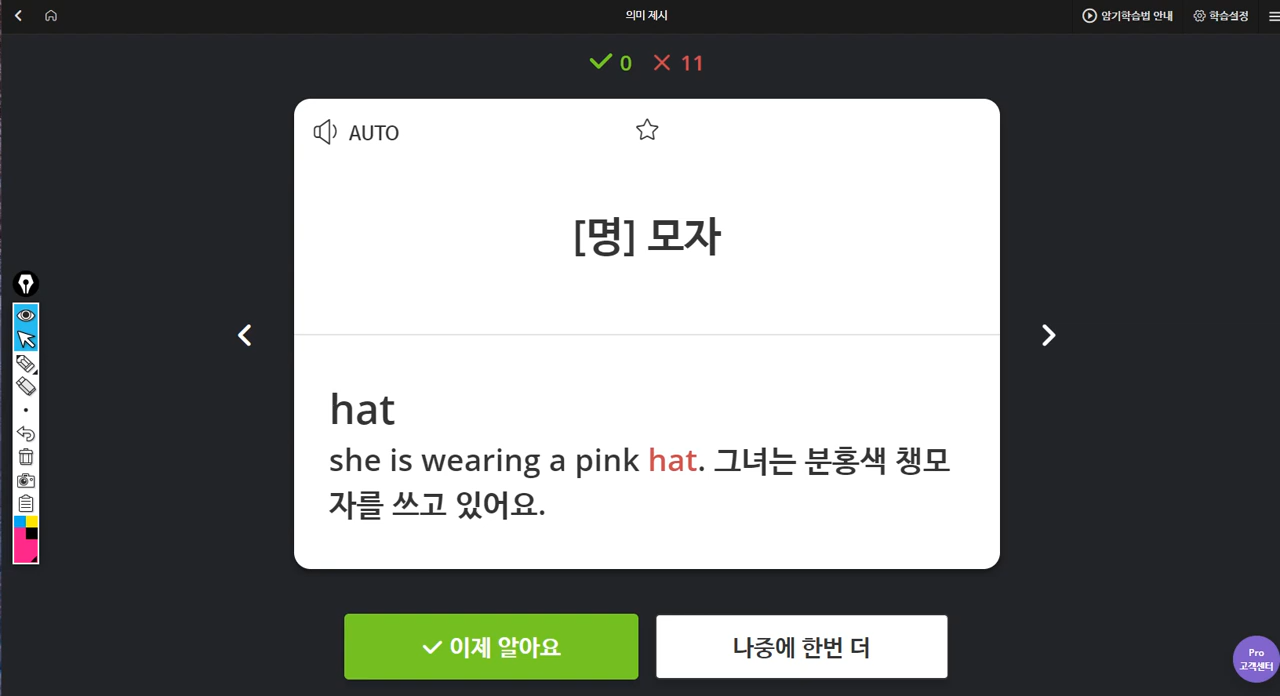 의미 제시
암기학습법 안내
학습설정
0
11
AUTO
[명] 모자
hat
she is wearing a pink hat. 그녀는 분홍색 챙모
자를 쓰고 있어요.
이제 알아요
나중에 한번 더
Pro
고객센터